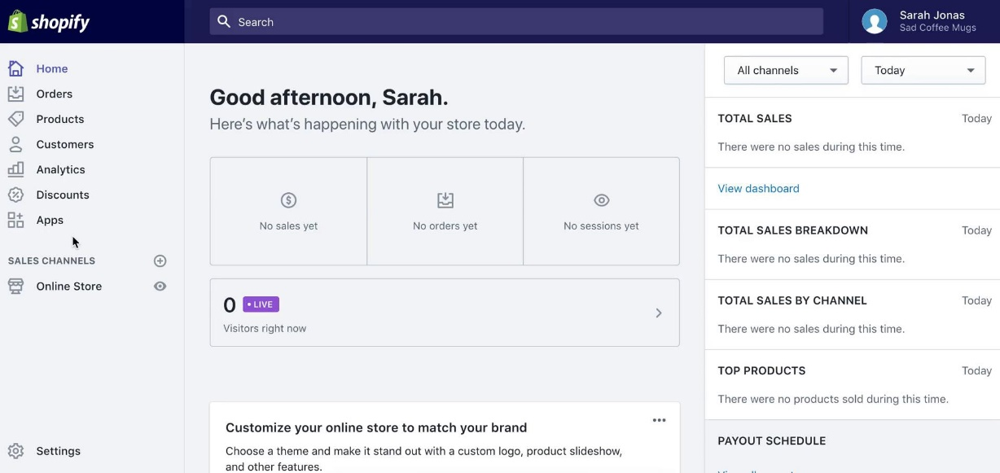 shopify
Search
Sarah Jonas
Sad Coffee Mugs
Home
Orders
Products
Customers
Analytics
Discounts
Apps
SALES CHANNELS
Online Store
Settings
Good afternoon, Sarah.
Here's what's happening with your store today.
No sales yet
No orders yet
No sessions yet
0 • LIVE
Visitors right now
Customize your online store to match your brand
Choose a theme and make it stand out with a custom logo, product slideshow,
and other features.
All channels
Today
TOTAL SALES Today
There were no sales during this time.
View dashboard
TOTAL SALES BREAKDOWN Today
There were no sales during this time.
TOTAL SALES BY CHANNEL Today
There were no sales during this time.
TOP PRODUCTS Today
There were no products sold during this time.
PAYOUT SCHEDULE